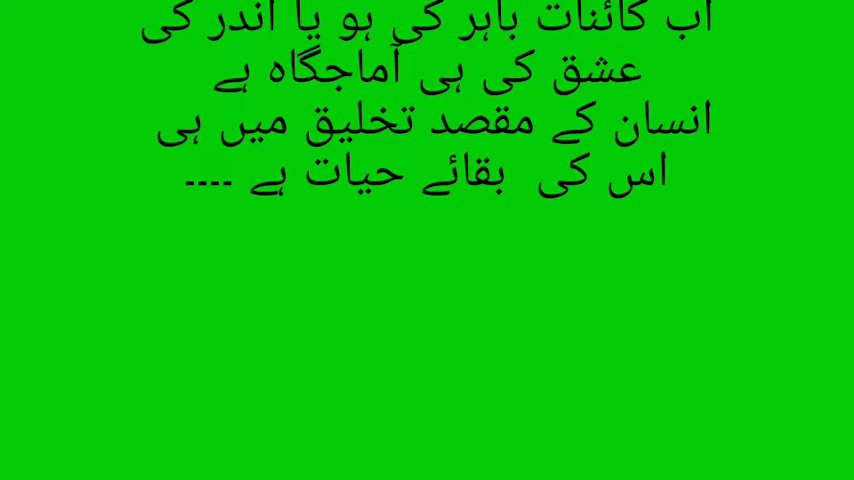 اب کائنات باہر کی ہو یا اندر کی
عشق کی ہی آماجگاہ ہے
انسان کے مقصد تخلیق میں ہی
اس کی بقائے حیات ہے ۔۔۔۔